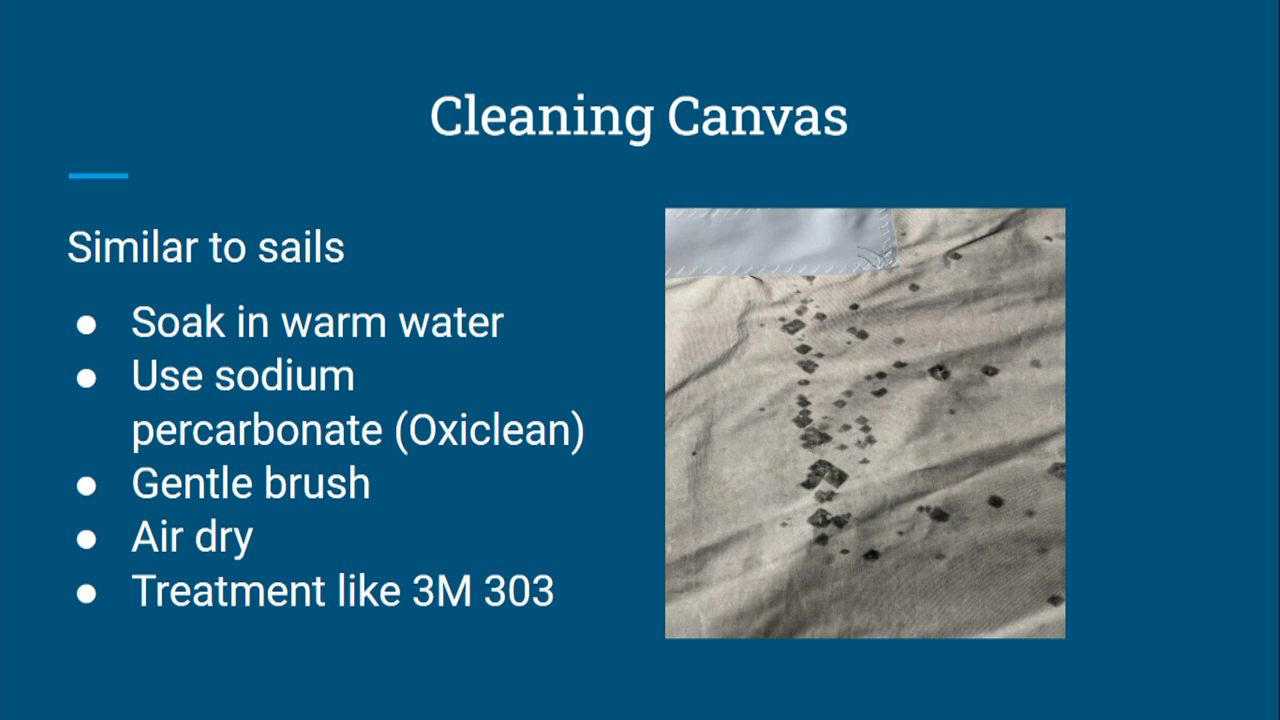 Cleaning Canvas
Similar to sails
● Soak in warm water
● Use sodium
percarbonate (Oxiclean)
● Gentle brush
● Air dry
● Treatment like 3M 303